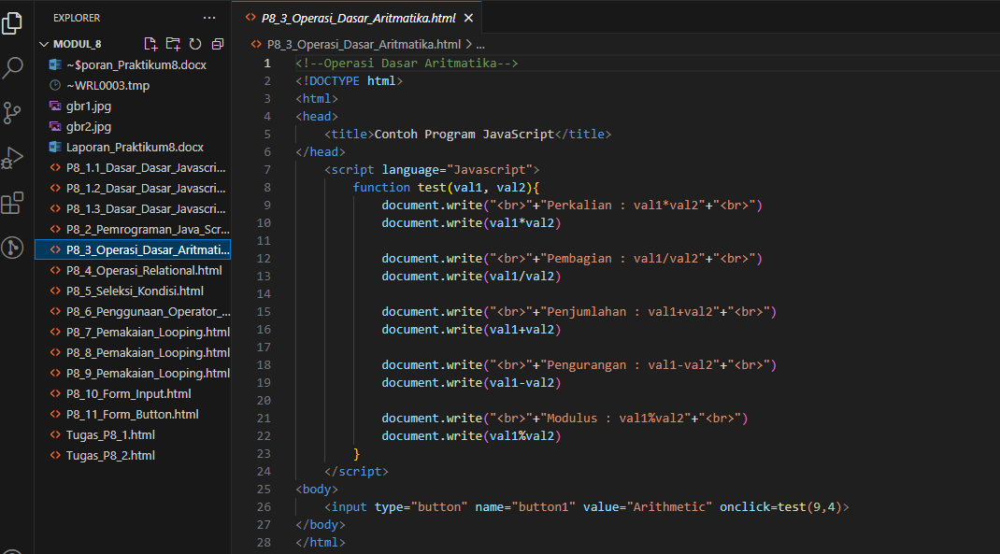 EXPLORER
MODUL_8
~$poran_Praktikum8.docx
~WRL0003.tmp
gbr1.jpg
gbr2.jpg
Laporan_Praktikum8.docx
P8_1.1_Dasar_Dasar_Javascri...
P8_1.2_Dasar_Dasar_Javascri...
P8_1.3_Dasar_Dasar_Javascri...
P8_2_Pemrograman_Java_Scr...
P8_3_Operasi_Dasar_Aritmati...
P8_4_Operasi_Relational.html
P8_5_Seleksi_Kondisi.html
P8_6_Penggunaan_Operator_...
P8_7_Pemakaian_Looping.html
P8_8_Pemakaian_Looping.html
P8_9_Pemakaian_Looping.html
P8_10_Form_Input.html
P8_11_Form_Button.html
Tugas_P8_1.html
Tugas_P8_2.html
P8_3_Operasi_Dasar_Aritmatika.html
P8_3_Operasi_Dasar_Aritmatika.html > ...
1 <!--Operasi Dasar Aritmatika-->
2 <!DOCTYPE html>
3 <html>
4 <head>
5 <title>Contoh Program JavaScript</title>
6 </head>
7 <script language="Javascript">
8 function test(val1, val2){
9 document.write("<br>"+"Perkalian : val1*val2"+"<br>")
10 document.write(val1*val2)
11
12 document.write("<br>"+"Pembagian : val1/val2"+"<br>")
13 document.write(val1/val2)
14
15 document.write("<br>"+"Penjumlahan : val1+val2"+"<br>")
16 document.write(val1+val2)
17
18 document.write("<br>"+"Pengurangan : val1-val2"+"<br>")
19 document.write(val1-val2)
20
21 document.write("<br>"+"Modulus : val1%val2"+"<br>")
22 document.write(val1%val2)
23 }
24 </script>
25 <body>
26 <input type="button" name="button1" value="Arithmetic" onclick=test(9,4)>
27 </body>
28 </html>